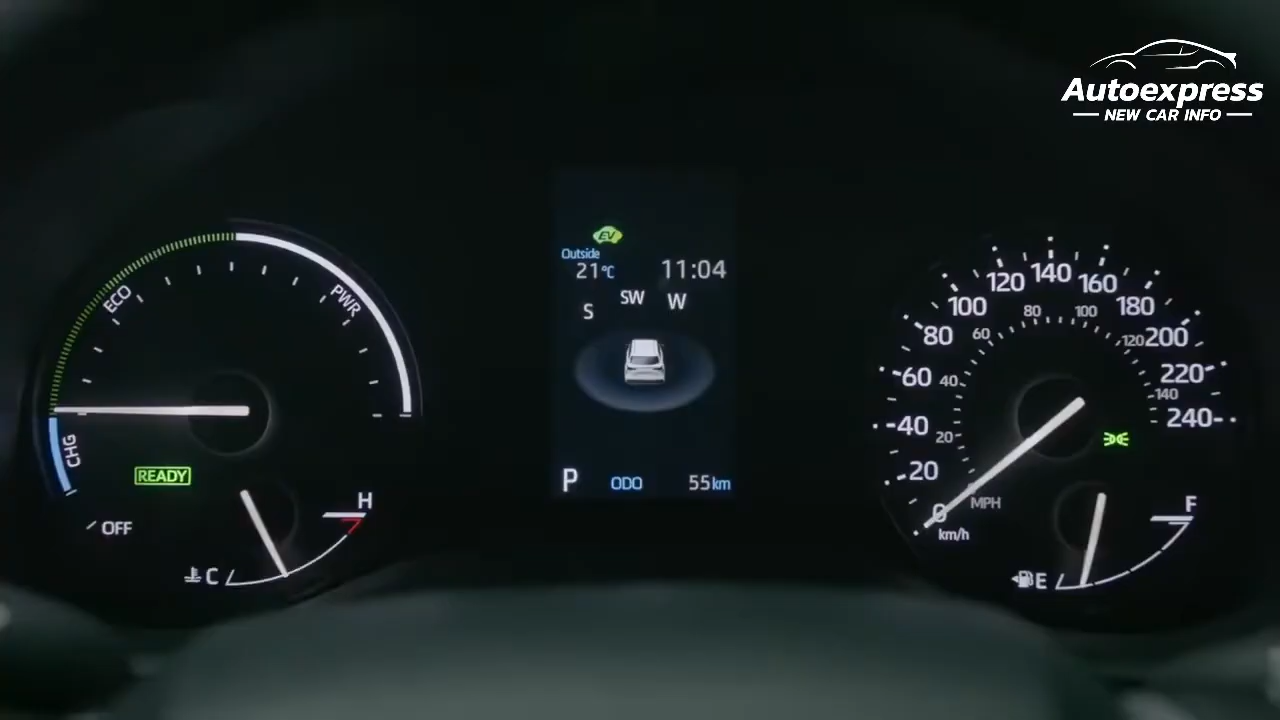 Autoexpress
NEW CAR INFO
ECO
PWR
CHG
READY
OFF
H
C
EV
Outside
21°C
11:04
S
SW
W
P
ODO
55km
0
20
40
60
80
100
120
140
160
180
200
220
240
20
40
60
80
100
120
140
MPH
km/h
F
E